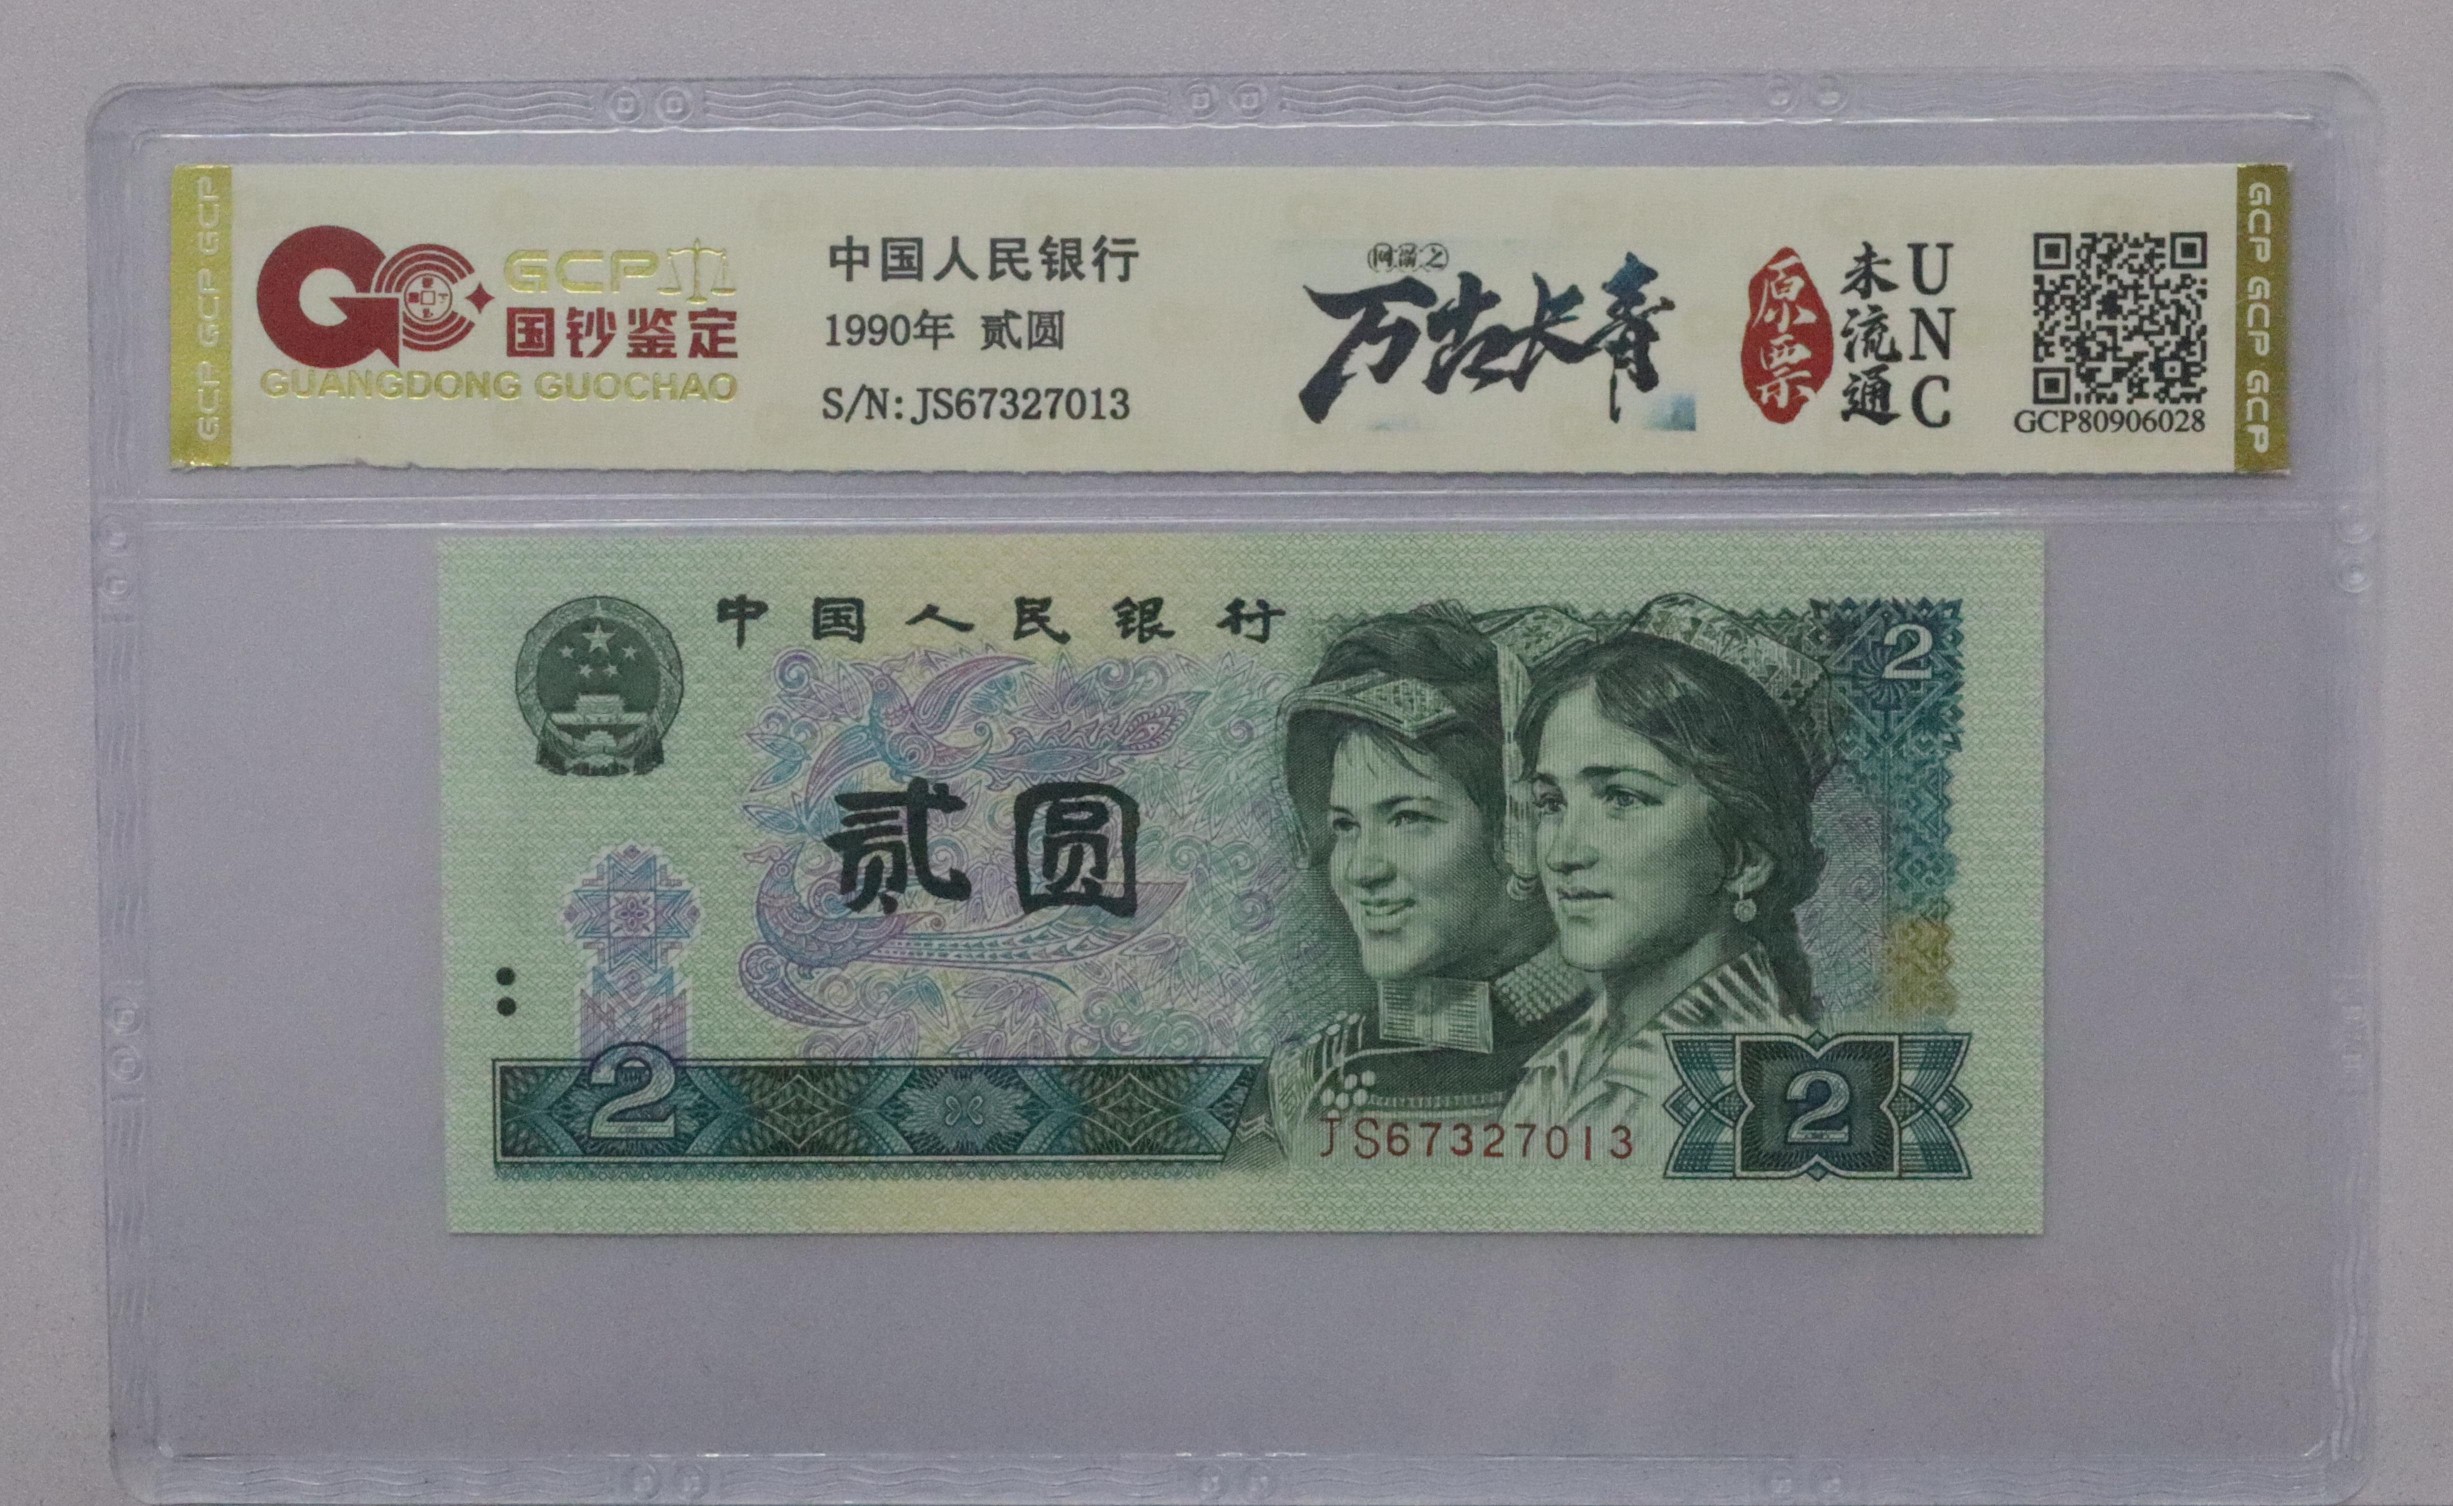 GCP GCP GCP
GCP
国钞鉴定
GUANGDONG GUOCHAO
中国人民银行
1990年 贰圆
S/N:JS67327013
万古长青
原票
未流通
UNC
GCP80906028
GCP GCP GCP
中国人民银行
2
贰圆
2
JS67327013
2